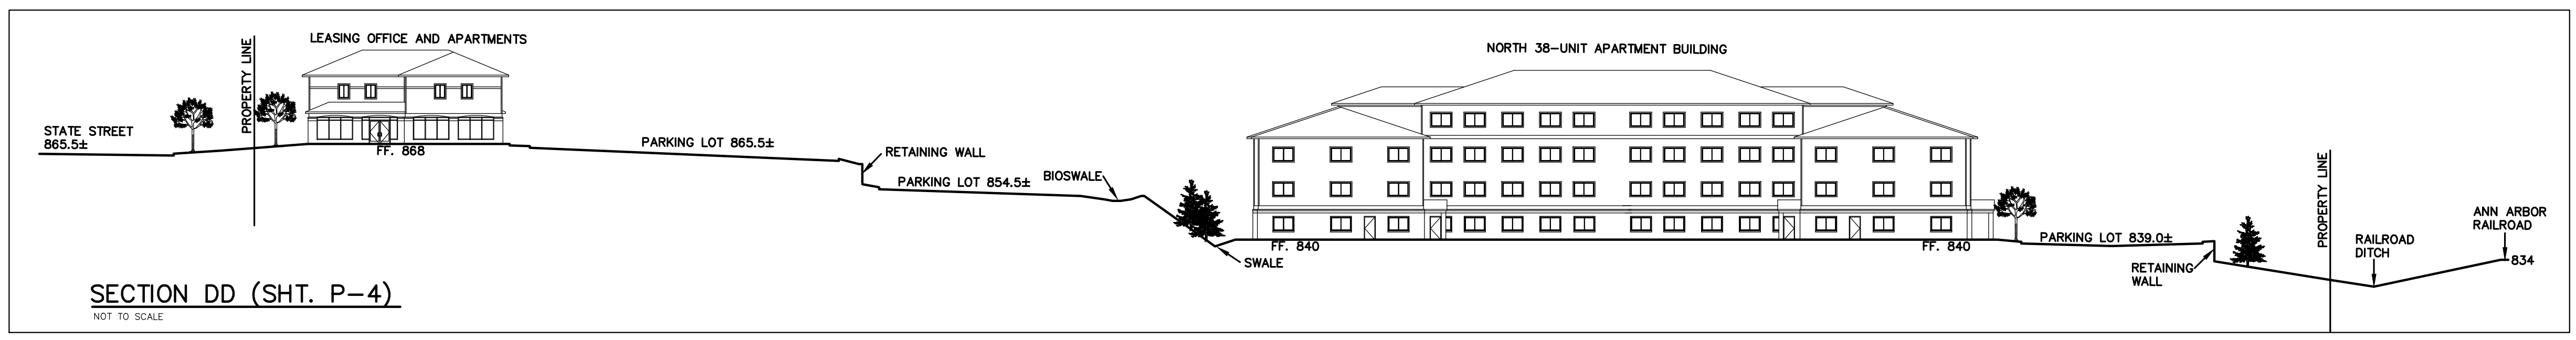 LEASING OFFICE AND APARTMENTS
PROPERTY LINE
STATE STREET
865.5±
FF. 868
PARKING LOT 865.5±
RETAINING WALL
PARKING LOT 854.5±
BIOSWALE
SWALE
NORTH 38-UNIT APARTMENT BUILDING
FF. 840
FF. 840
PARKING LOT 839.0±
RETAINING
WALL
PROPERTY LINE
RAILROAD
DITCH
ANN ARBOR
RAILROAD
834
SECTION DD (SHT. P-4)
NOT TO SCALE